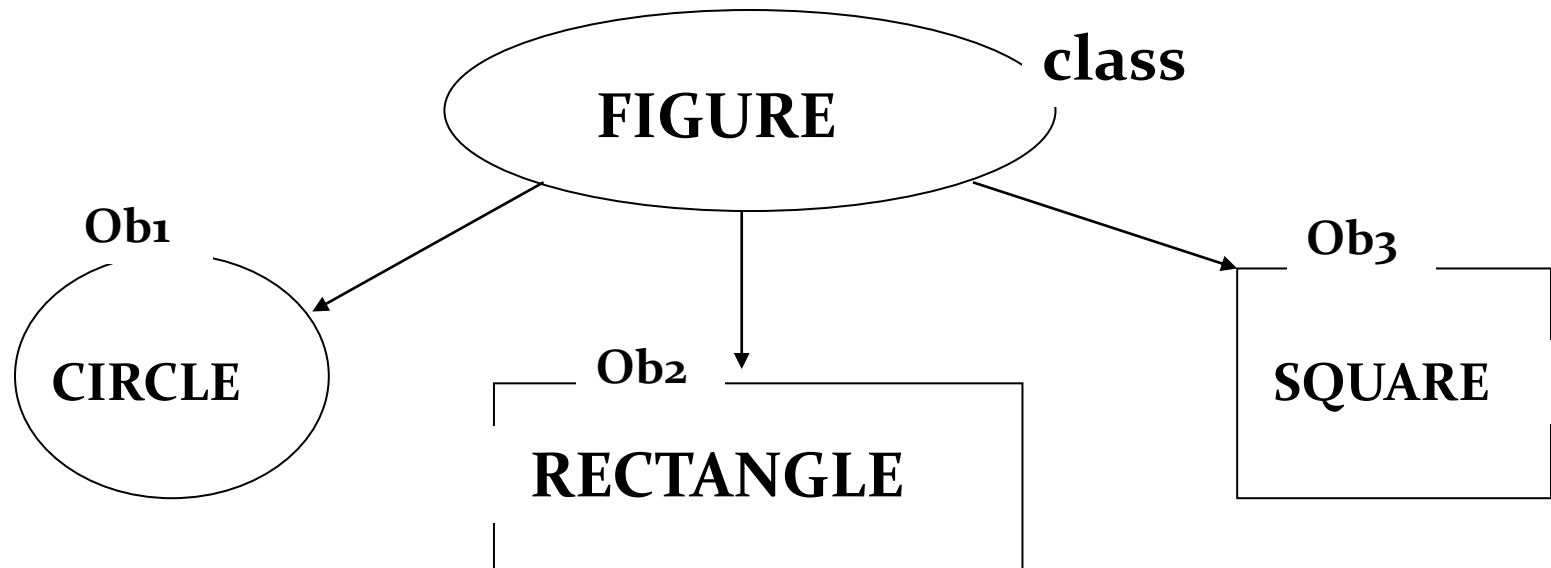 class
FIGURE
Ob1
Ob3
Ob2
CIRCLE
SQUARE
RECTANGLE